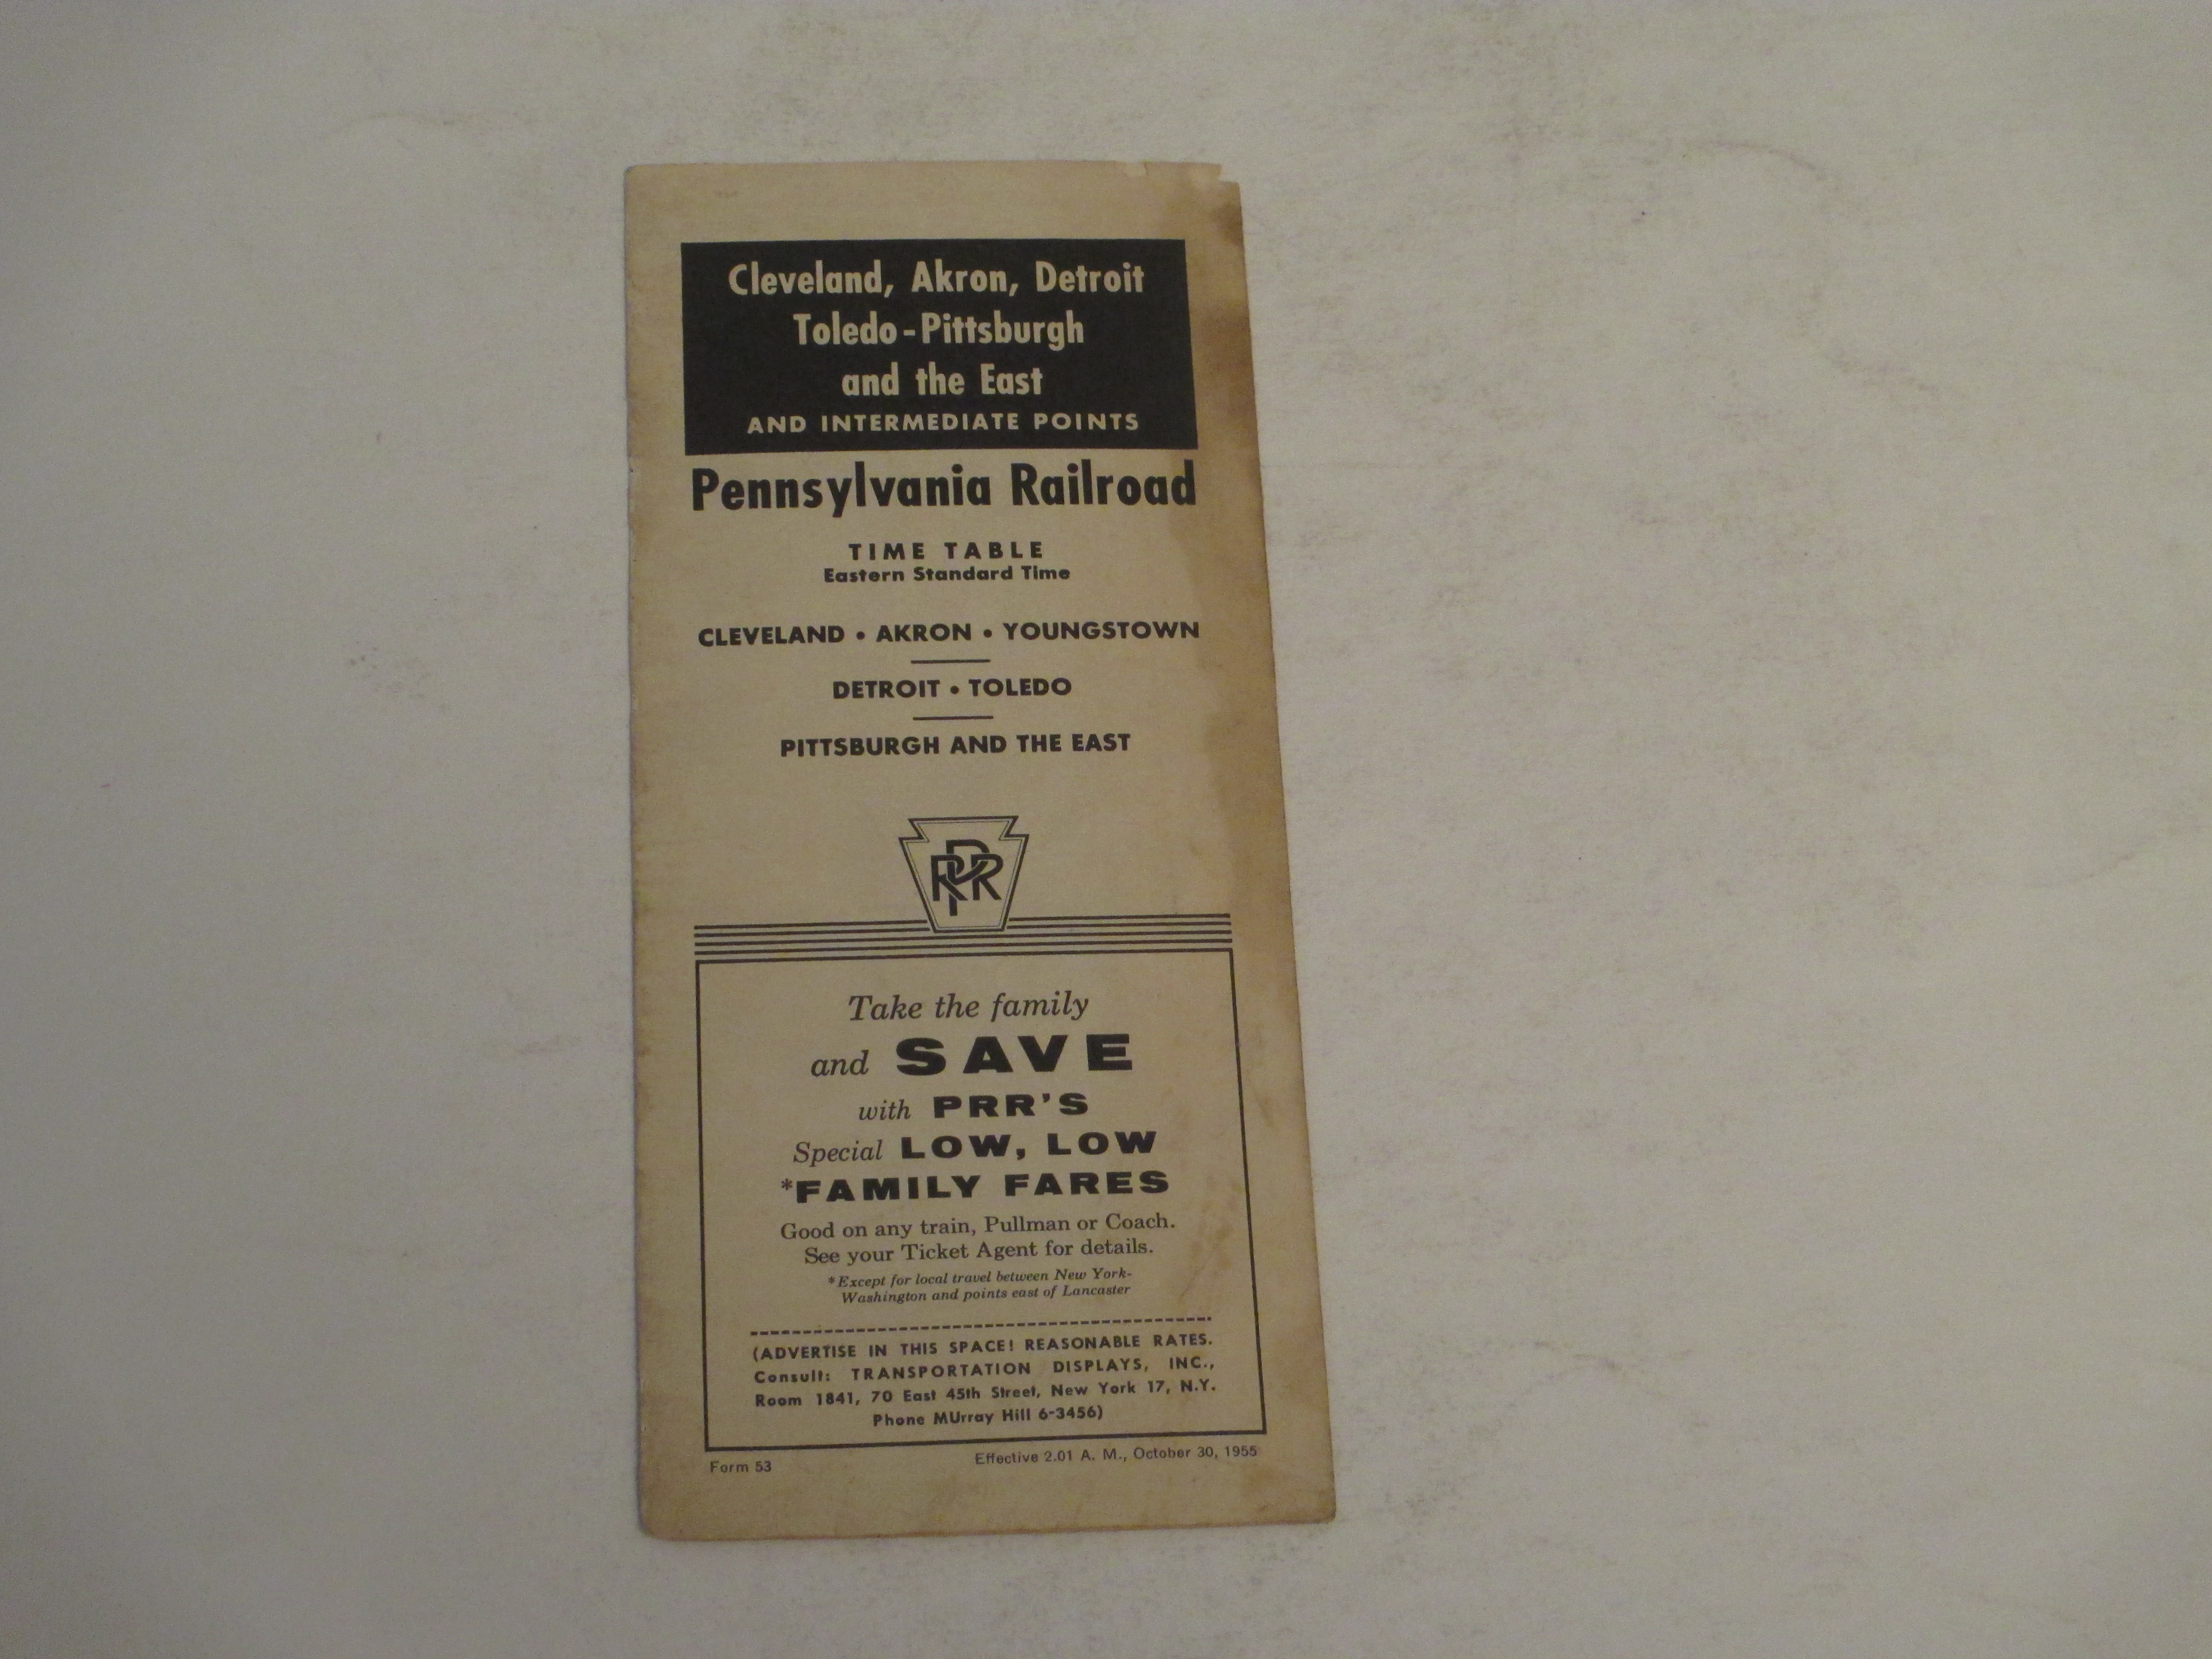 Cleveland, Akron, Detroit
Toledo-Pittsburgh
and the East
AND INTERMEDIATE POINTS
Pennsylvania Railroad
TIME TABLE
Eastern Standard Time
CLEVELAND • AKRON • YOUNGSTOWN
DETROIT • TOLEDO
PITTSBURGH AND THE EAST
PRR
Take the family
and SAVE
with PRR'S
Special LOW, LOW
*FAMILY FARES
Good on any train, Pullman or Coach.
See your Ticket Agent for details.
*Except for local travel between New York-
Washington and points east of Lancaster
(ADVERTISE IN THIS SPACE! REASONABLE RATES.
Consult: TRANSPORTATION DISPLAYS, INC.,
Room 1841, 70 East 45th Street, New York 17, N.Y.
Phone MUrray Hill 6-3456)
Form 53 Effective 2.01 A. M., October 30, 1955